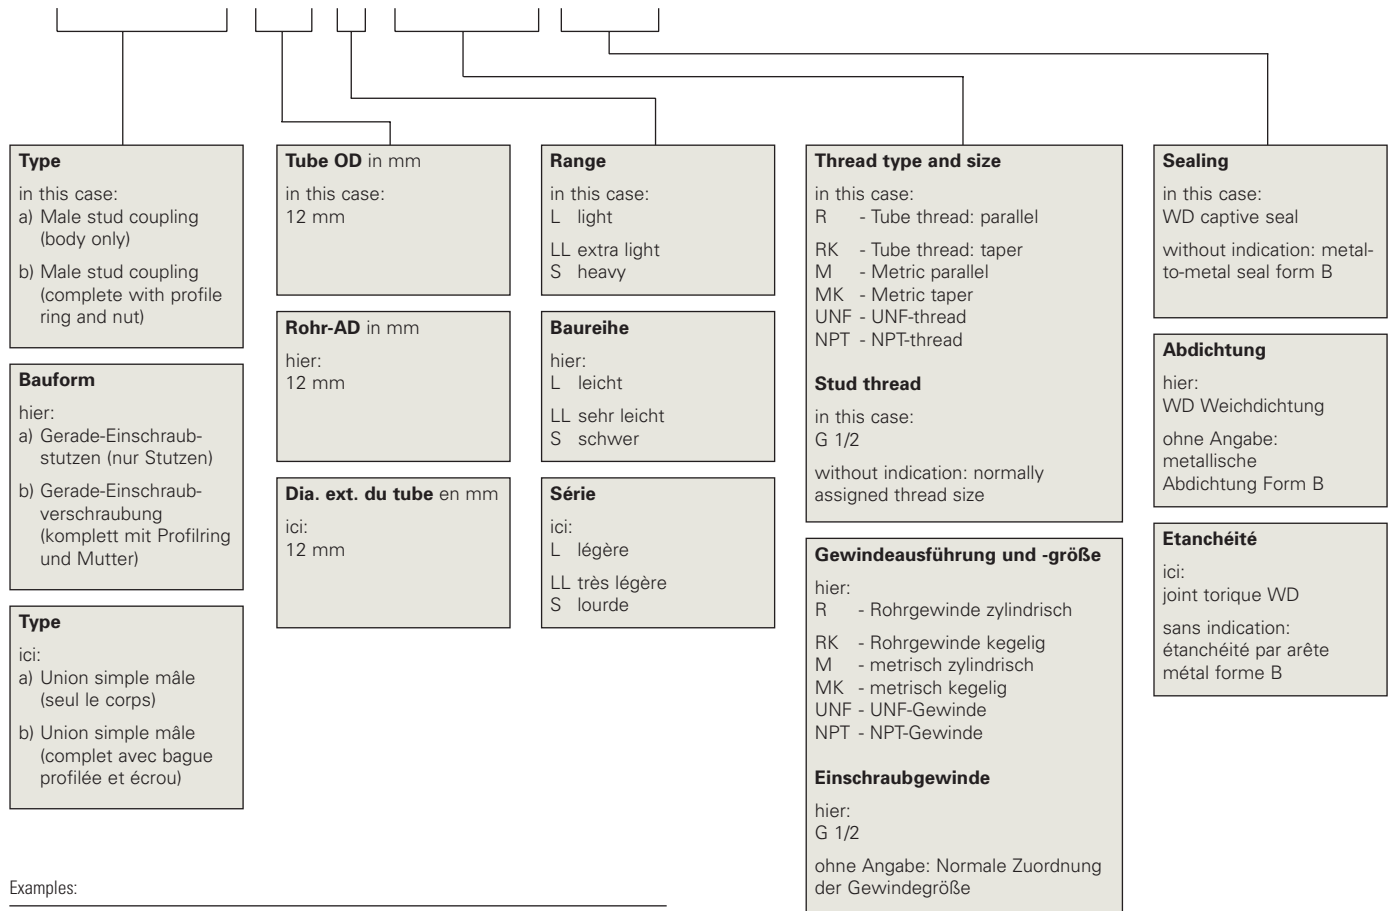 Type
in this case:
a) Male stud coupling
(body only)
b) Male stud coupling
(complete with profile
ring and nut)
Bauform
hier:
a) Gerade-Einschraub-
stutzen (nur Stutzen)
b) Gerade-Einschraub-
verschraubung
(komplett mit Profilring
und Mutter)
Type
ici:
a) Union simple mâle
(seul le corps)
b) Union simple mâle
(complet avec bague
profilée et écrou)
Tube OD in mm
in this case:
12 mm
Rohr-AD in mm
hier:
12 mm
Dia. ext. du tube en mm
ici:
12 mm
Range
in this case:
L light
LL extra light
S heavy
Baureihe
hier:
L leicht
LL sehr leicht
S schwer
Série
ici:
L légère
LL très légère
S lourde
Thread type and size
in this case:
R - Tube thread: parallel
RK - Tube thread: taper
M - Metric parallel
MK - Metric taper
UNF - UNF-thread
NPT - NPT-thread
Stud thread
in this case:
G 1/2
without indication: normally
assigned thread size
Gewindeausführung und -größe
hier:
R - Rohrgewinde zylindrisch
RK - Rohrgewinde kegelig
M - metrisch zylindrisch
MK - metrisch kegelig
UNF - UNF-Gewinde
NPT - NPT-Gewinde
Einschraubgewinde
hier:
G 1/2
ohne Angabe: Normale Zuordnung
der Gewindegröße
Sealing
in this case:
WD captive seal
without indication: metal-
to-metal seal form B
Abdichtung
hier:
WD Weichdichtung
ohne Angabe:
metallische
Abdichtung Form B
Etanchéité
ici:
joint torique WD
sans indication:
étanchéité par arête
métal forme B
Examples: